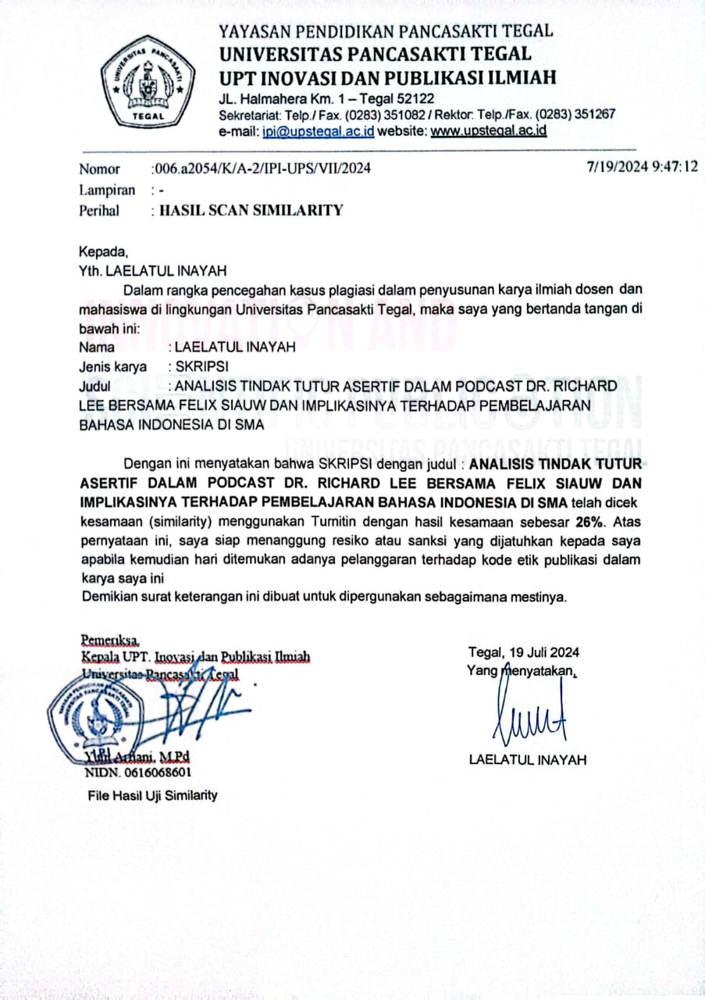 YAYASAN PENDIDIKAN PANCASAKTI TEGAL
UNIVERSITAS PANCASAKTI TEGAL
UPT INOVASI DAN PUBLIKASI ILMIAH
JL. Halmahera Km. 1 – Tegal 52122
Sekretariat: Telp./ Fax. (0283) 351082 / Rektor: Telp./Fax. (0283) 351267
e-mail: ipi@upstegal.ac.id website: www.upstegal.ac.id
UNIVERSITAS PANCASAKTI
TEGAL
Nomor :006.a2054/K/A-2/IPI-UPS/VII/2024 7/19/2024 9:47:12
Lampiran : -
Perihal : HASIL SCAN SIMILARITY
Kepada,
Yth. LAELATUL INAYAH
Dalam rangka pencegahan kasus plagiasi dalam penyusunan karya ilmiah dosen dan
mahasiswa di lingkungan Universitas Pancasakti Tegal, maka saya yang bertanda tangan di
bawah ini:
Nama : LAELATUL INAYAH
Jenis karya : SKRIPSI
Judul : ANALISIS TINDAK TUTUR ASERTIF DALAM PODCAST DR. RICHARD
LEE BERSAMA FELIX SIAUW DAN IMPLIKASINYA TERHADAP PEMBELAJARAN
BAHASA INDONESIA DI SMA
INNOVATION AND
SCIENTIFIC PUBLICATION
UNIVERSITAS PANCASAKTI TEGAL
Dengan ini menyatakan bahwa SKRIPSI dengan judul : ANALISIS TINDAK TUTUR
ASERTIF DALAM PODCAST DR. RICHARD LEE BERSAMA FELIX SIAUW DAN
IMPLIKASINYA TERHADAP PEMBELAJARAN BAHASA INDONESIA DI SMA telah dicek
kesamaan (similarity) menggunakan Turnitin dengan hasil kesamaan sebesar 26%. Atas
pernyataan ini, saya siap menanggung resiko atau sanksi yang dijatuhkan kepada saya
apabila kemudian hari ditemukan adanya pelanggaran terhadap kode etik publikasi dalam
karya saya ini
Demikian surat keterangan ini dibuat untuk dipergunakan sebagaimana mestinya.
Pemeriksa,
Kepala UPT. Inovasi dan Publikasi Ilmiah
Universitas Pancasakti Tegal
M.Pd
NIDN. 0616068601
File Hasil Uji Similarity
Tegal, 19 Juli 2024
Yang menyatakan,
LAELATUL INAYAH